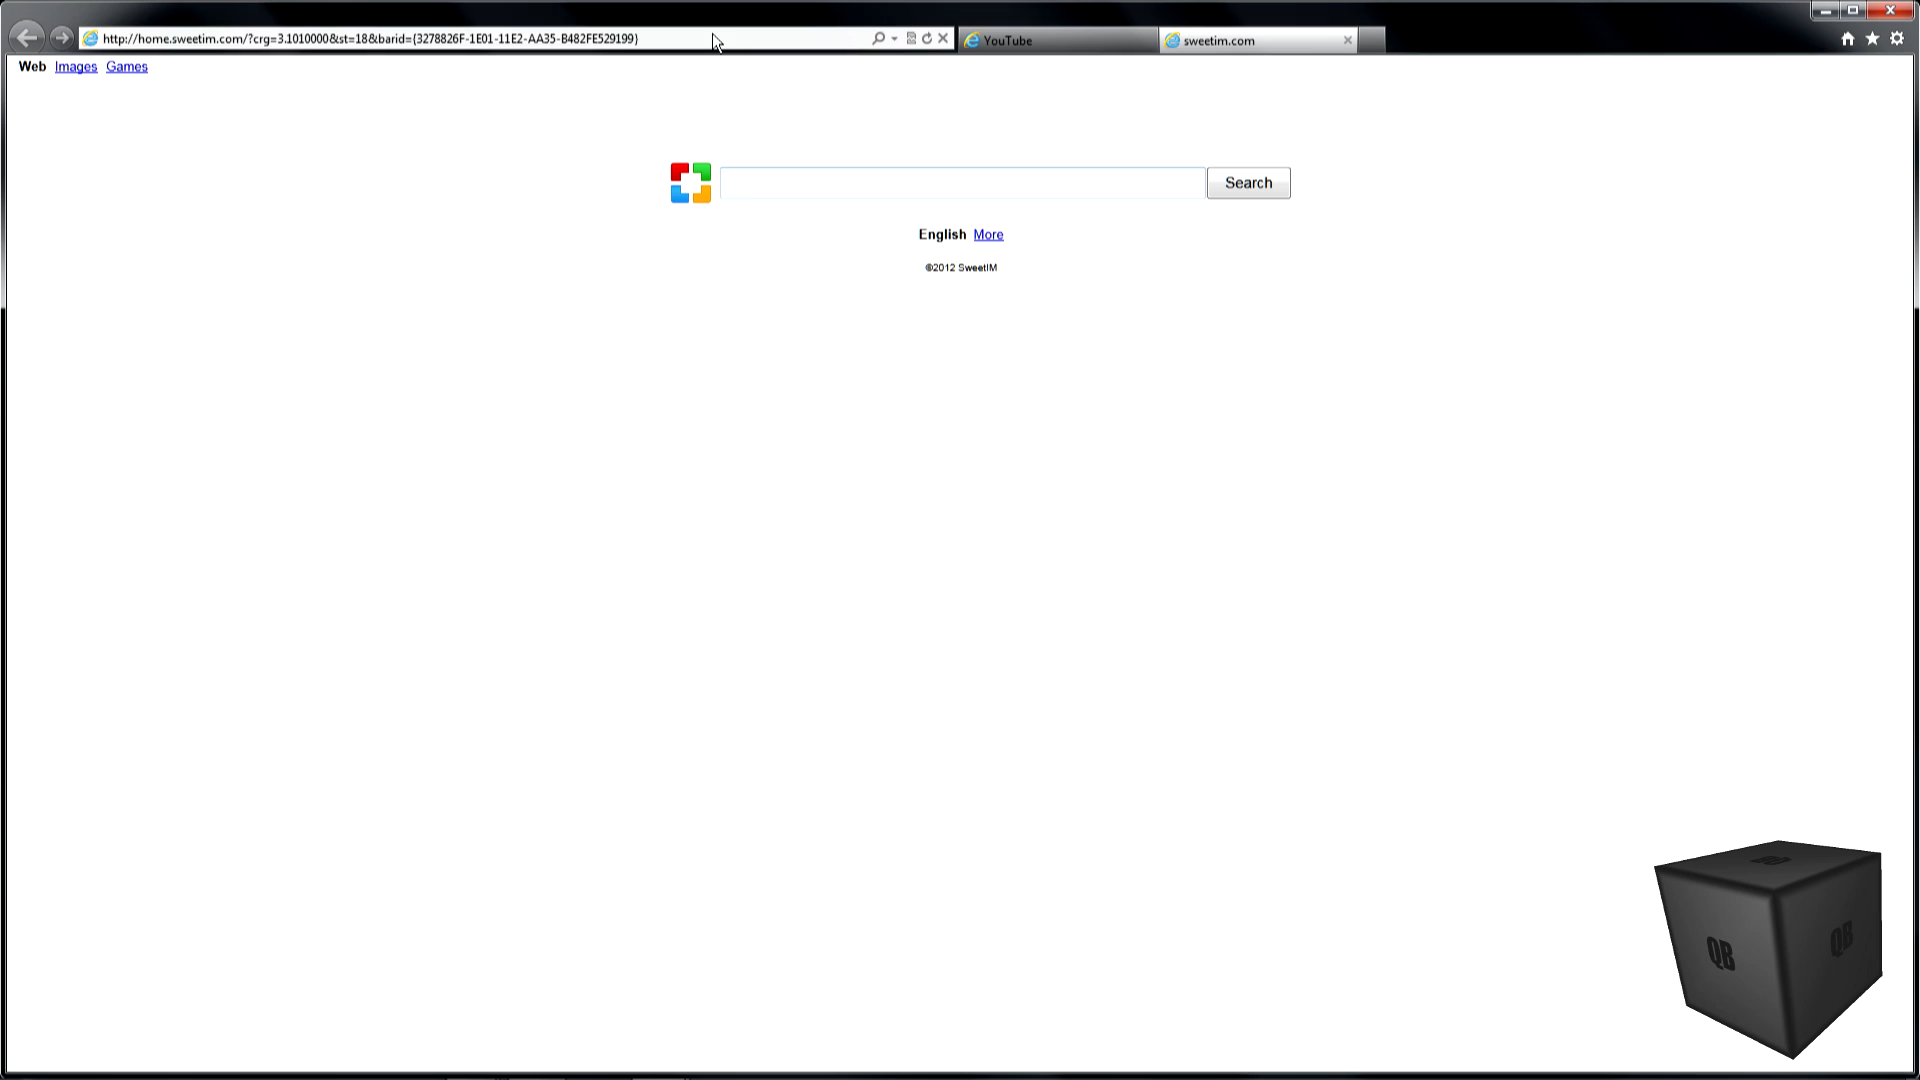 http://home.sweetim.com/?crg=3.1010000&st=18&barid={3278826F-1E01-11E2-AA35-B482FE529199}
YouTube
sweetim.com
Web Images Games
Search
English More
©2012 SweetIM
QB
QB
QB